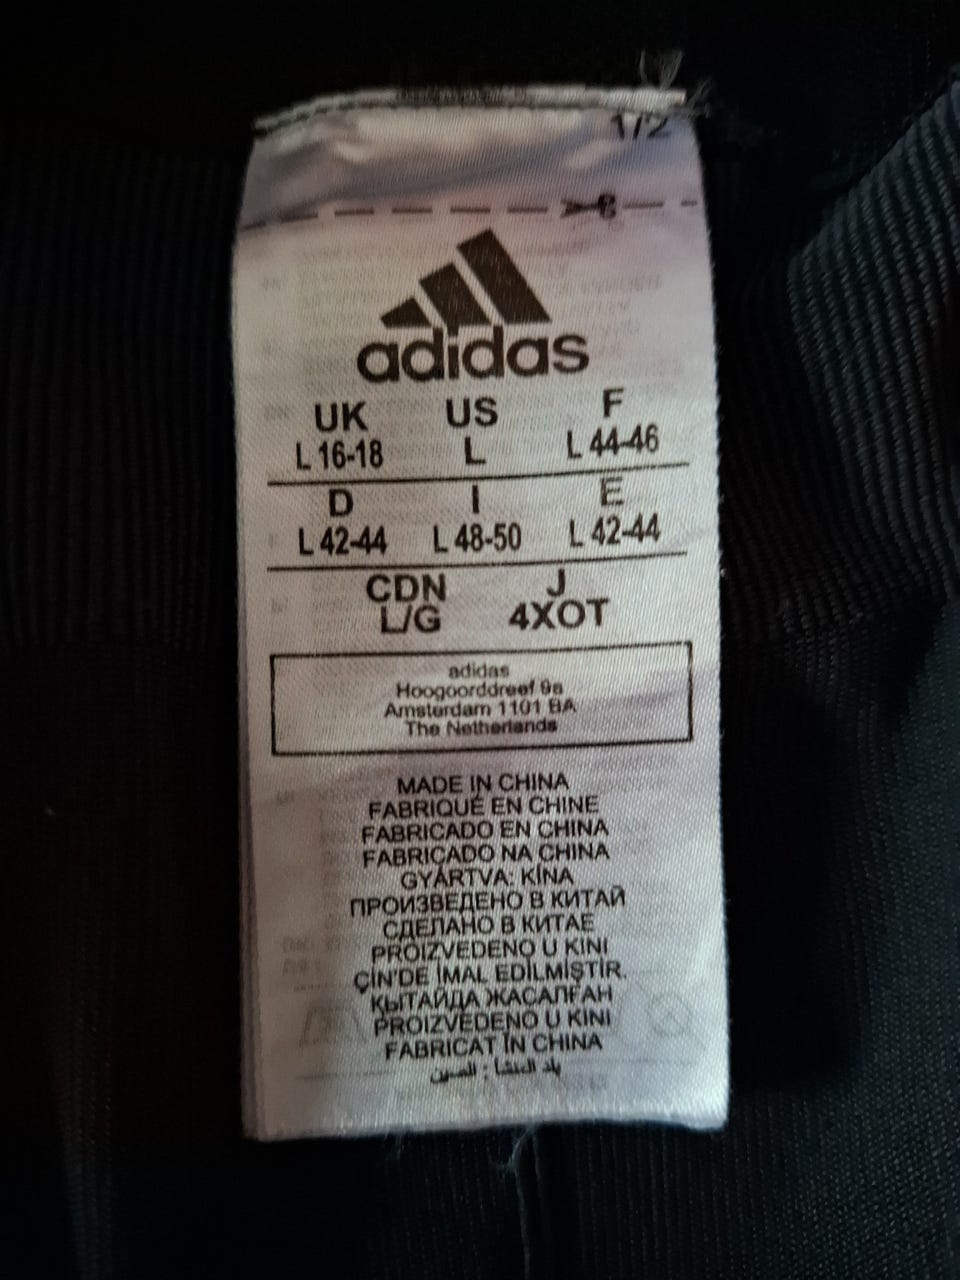 1/2
adidas
UK US F
L 16-18 L L 44-46
D I E
L 42-44 L 48-50 L 42-44
CDN J
L/G 4XOT
adidas
Hoogoorddreef 9a
Amsterdam 1101 BA
The Netherlands
MADE IN CHINA
FABRIQUÉ EN CHINE
FABRICADO EN CHINA
FABRICADO NA CHINA
GYÁRTVA: KÍNA
ПРОИЗВЕДЕНО В КИТАЙ
СДЕЛАНО В КИТАЕ
PROIZVEDENO U KINI
ÇİN'DE İMAL EDİLMİŞTİR.
ҚЫТАЙДА ЖАСАЛҒАН
PROIZVEDENO U KINI
FABRICAT ÎN CHINA
بلد المنشأ : الصين